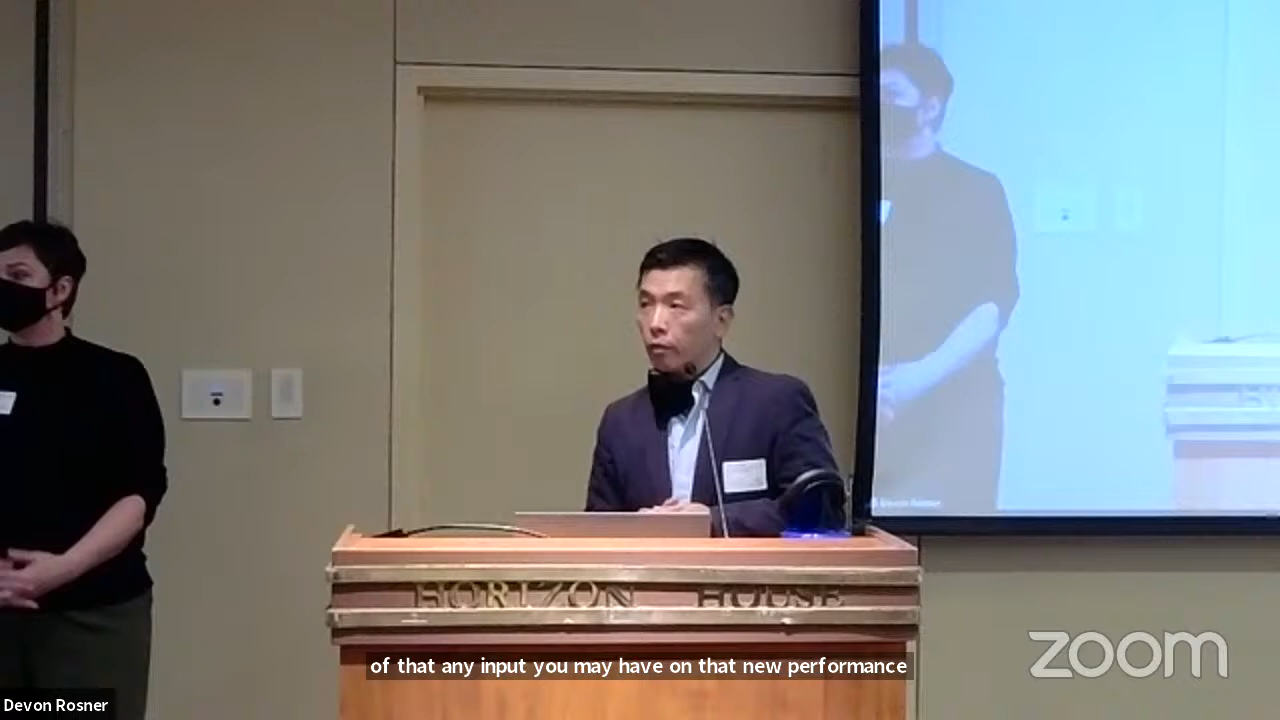 HORIZON HOUSE
of that any input you may have on that new performance
zoom
Devon Rosner